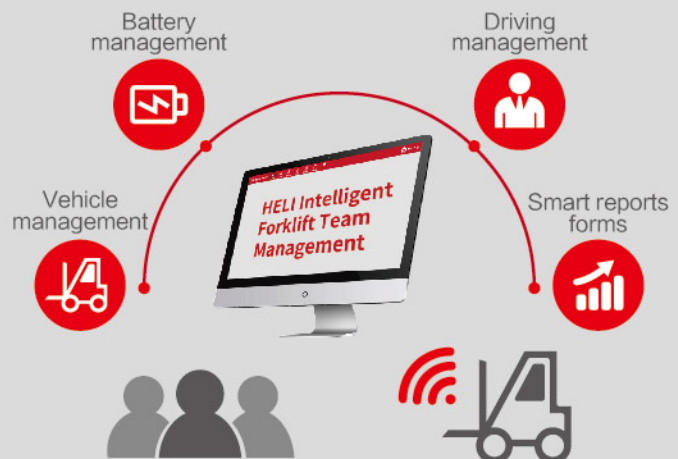 Battery
management
Driving
management
HELI Intelligent
Forklift Team
Management
Vehicle
management
Smart reports
forms